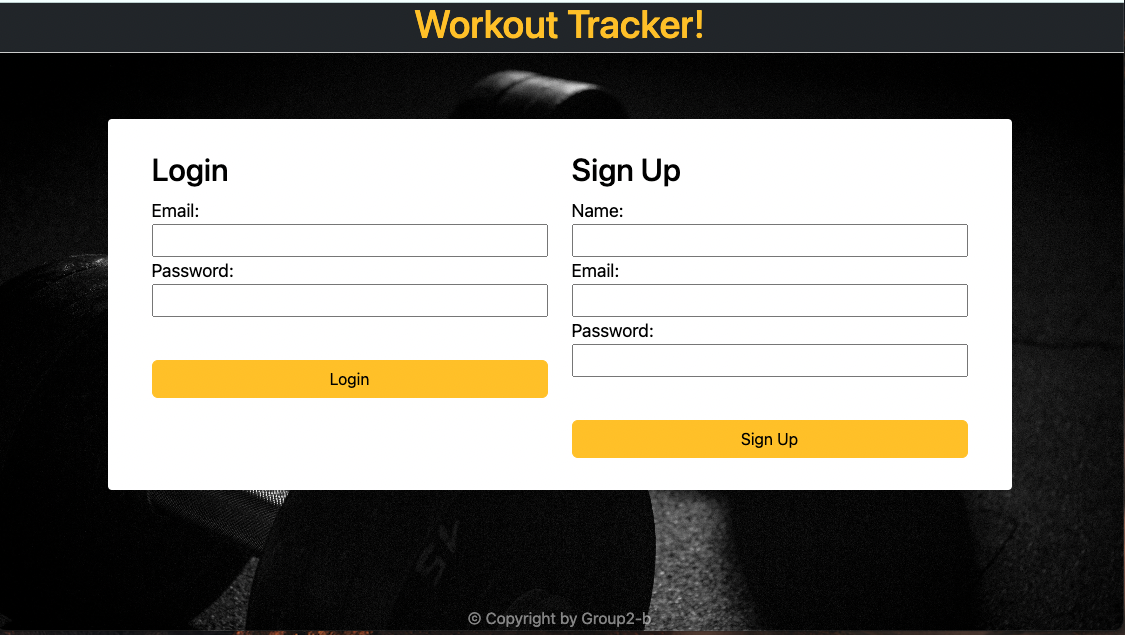 Workout Tracker!
Login
Email:
Password:
Login
Sign Up
Name:
Email:
Password:
Sign Up
© Copyright by Group2-b